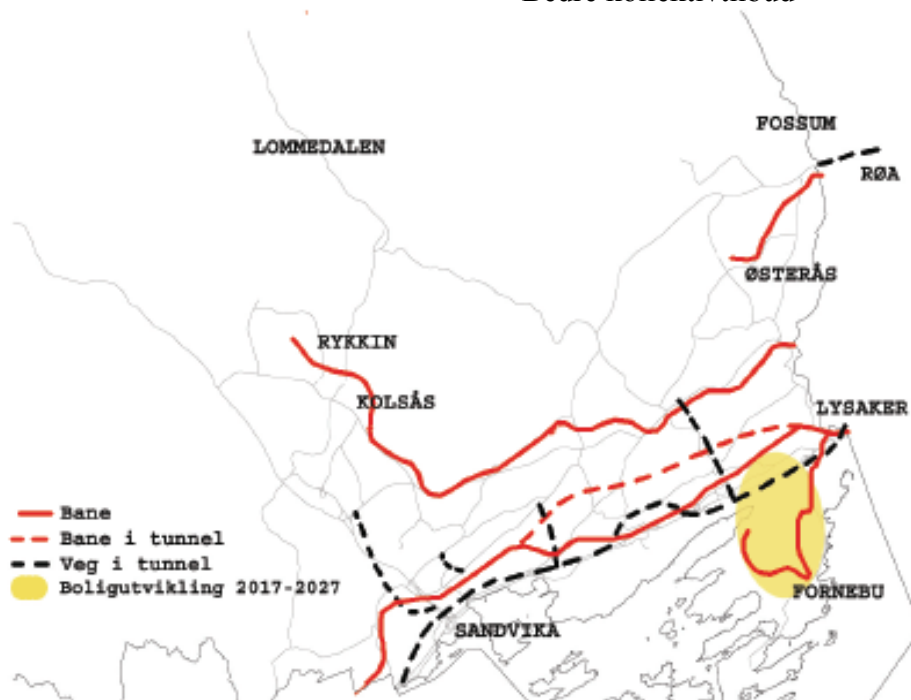 FOSSUM
LOMMEDALEN
RØA
ØSTERÅS
RYKKIN
KOLSÅS
LYSAKER
Bane
Bane i tunnel
Veg i tunnel
Boligutvikling 2017-2027
FORNEBU
SANDVIKA